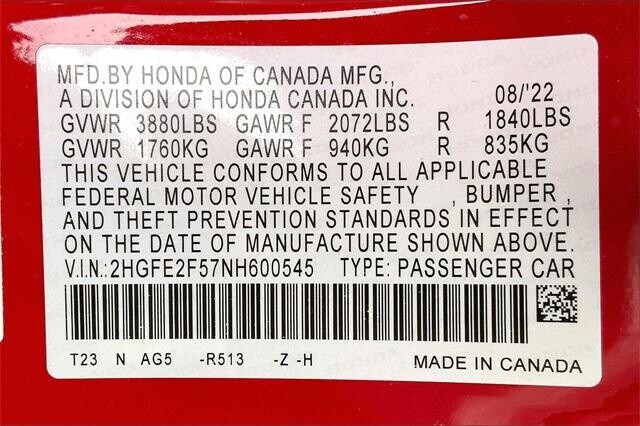 MFD.BY HONDA OF CANADA MFG.,
A DIVISION OF HONDA CANADA INC. 08/'22
GVWR 3880LBS GAWR F 2072LBS R 1840LBS
GVWR 1760KG GAWR F 940KG R 835KG
THIS VEHICLE CONFORMS TO ALL APPLICABLE
FEDERAL MOTOR VEHICLE SAFETY , BUMPER ,
AND THEFT PREVENTION STANDARDS IN EFFECT
ON THE DATE OF MANUFACTURE SHOWN ABOVE.
V.I.N.:2HGFE2F57NH600545 TYPE: PASSENGER CAR
T23 N AG5 -R513 -Z -H MADE IN CANADA